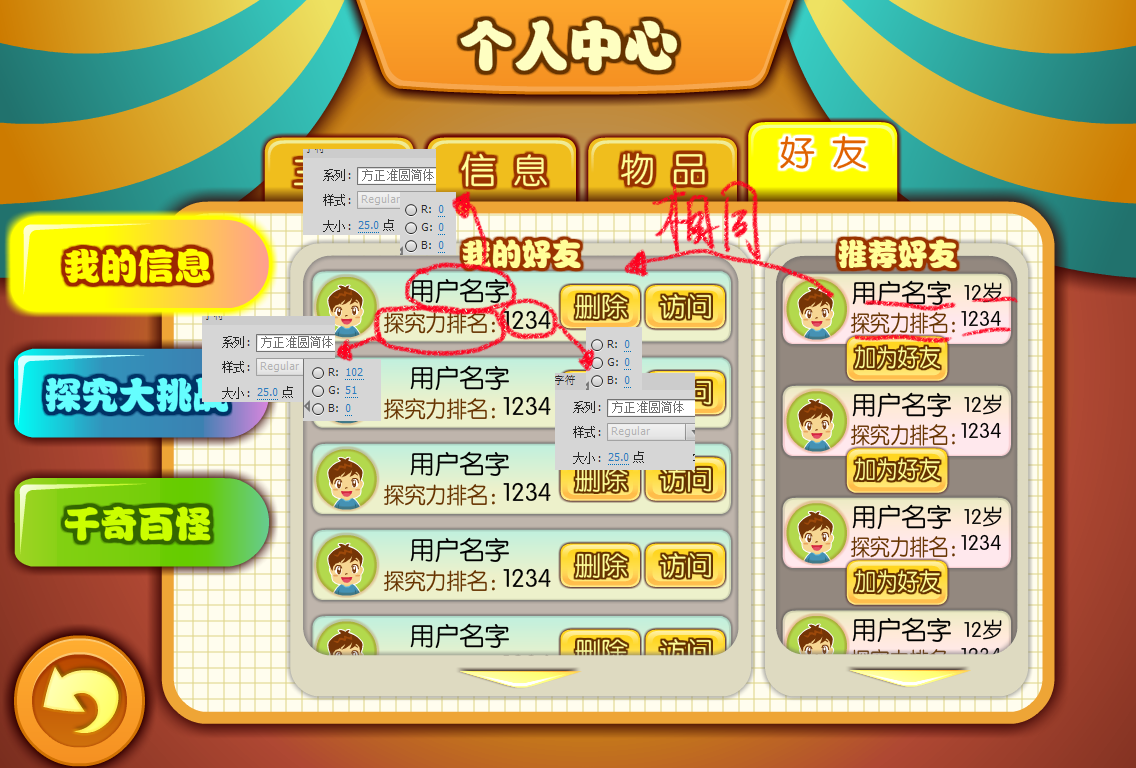 个人中心
信息
物品
好友
系列: 方正准圆简体
样式: Regular
大小: 25.0 点
R: 0
G: 0
B: 0
相同
我的信息
我的好友
推荐好友
用户名字
探究力排名: 1234
删除
访问
用户名字 12岁
探究力排名: 1234
加为好友
系列: 方正准圆简体
样式: Regular
大小: 25.0 点
R: 102
G: 51
B: 0
R: 0
G: 0
B: 0
字符
系列: 方正准圆简体
样式: Regular
大小: 25.0 点
探究大挑战
用户名字
探究力排名: 1234
用户名字 12岁
探究力排名: 1234
加为好友
用户名字
探究力排名: 1234
删除
访问
千奇百怪
用户名字 12岁
探究力排名: 1234
加为好友
用户名字
探究力排名: 1234
删除
访问
用户名字
删除
访问
用户名字 12岁
探究力排名: 1234